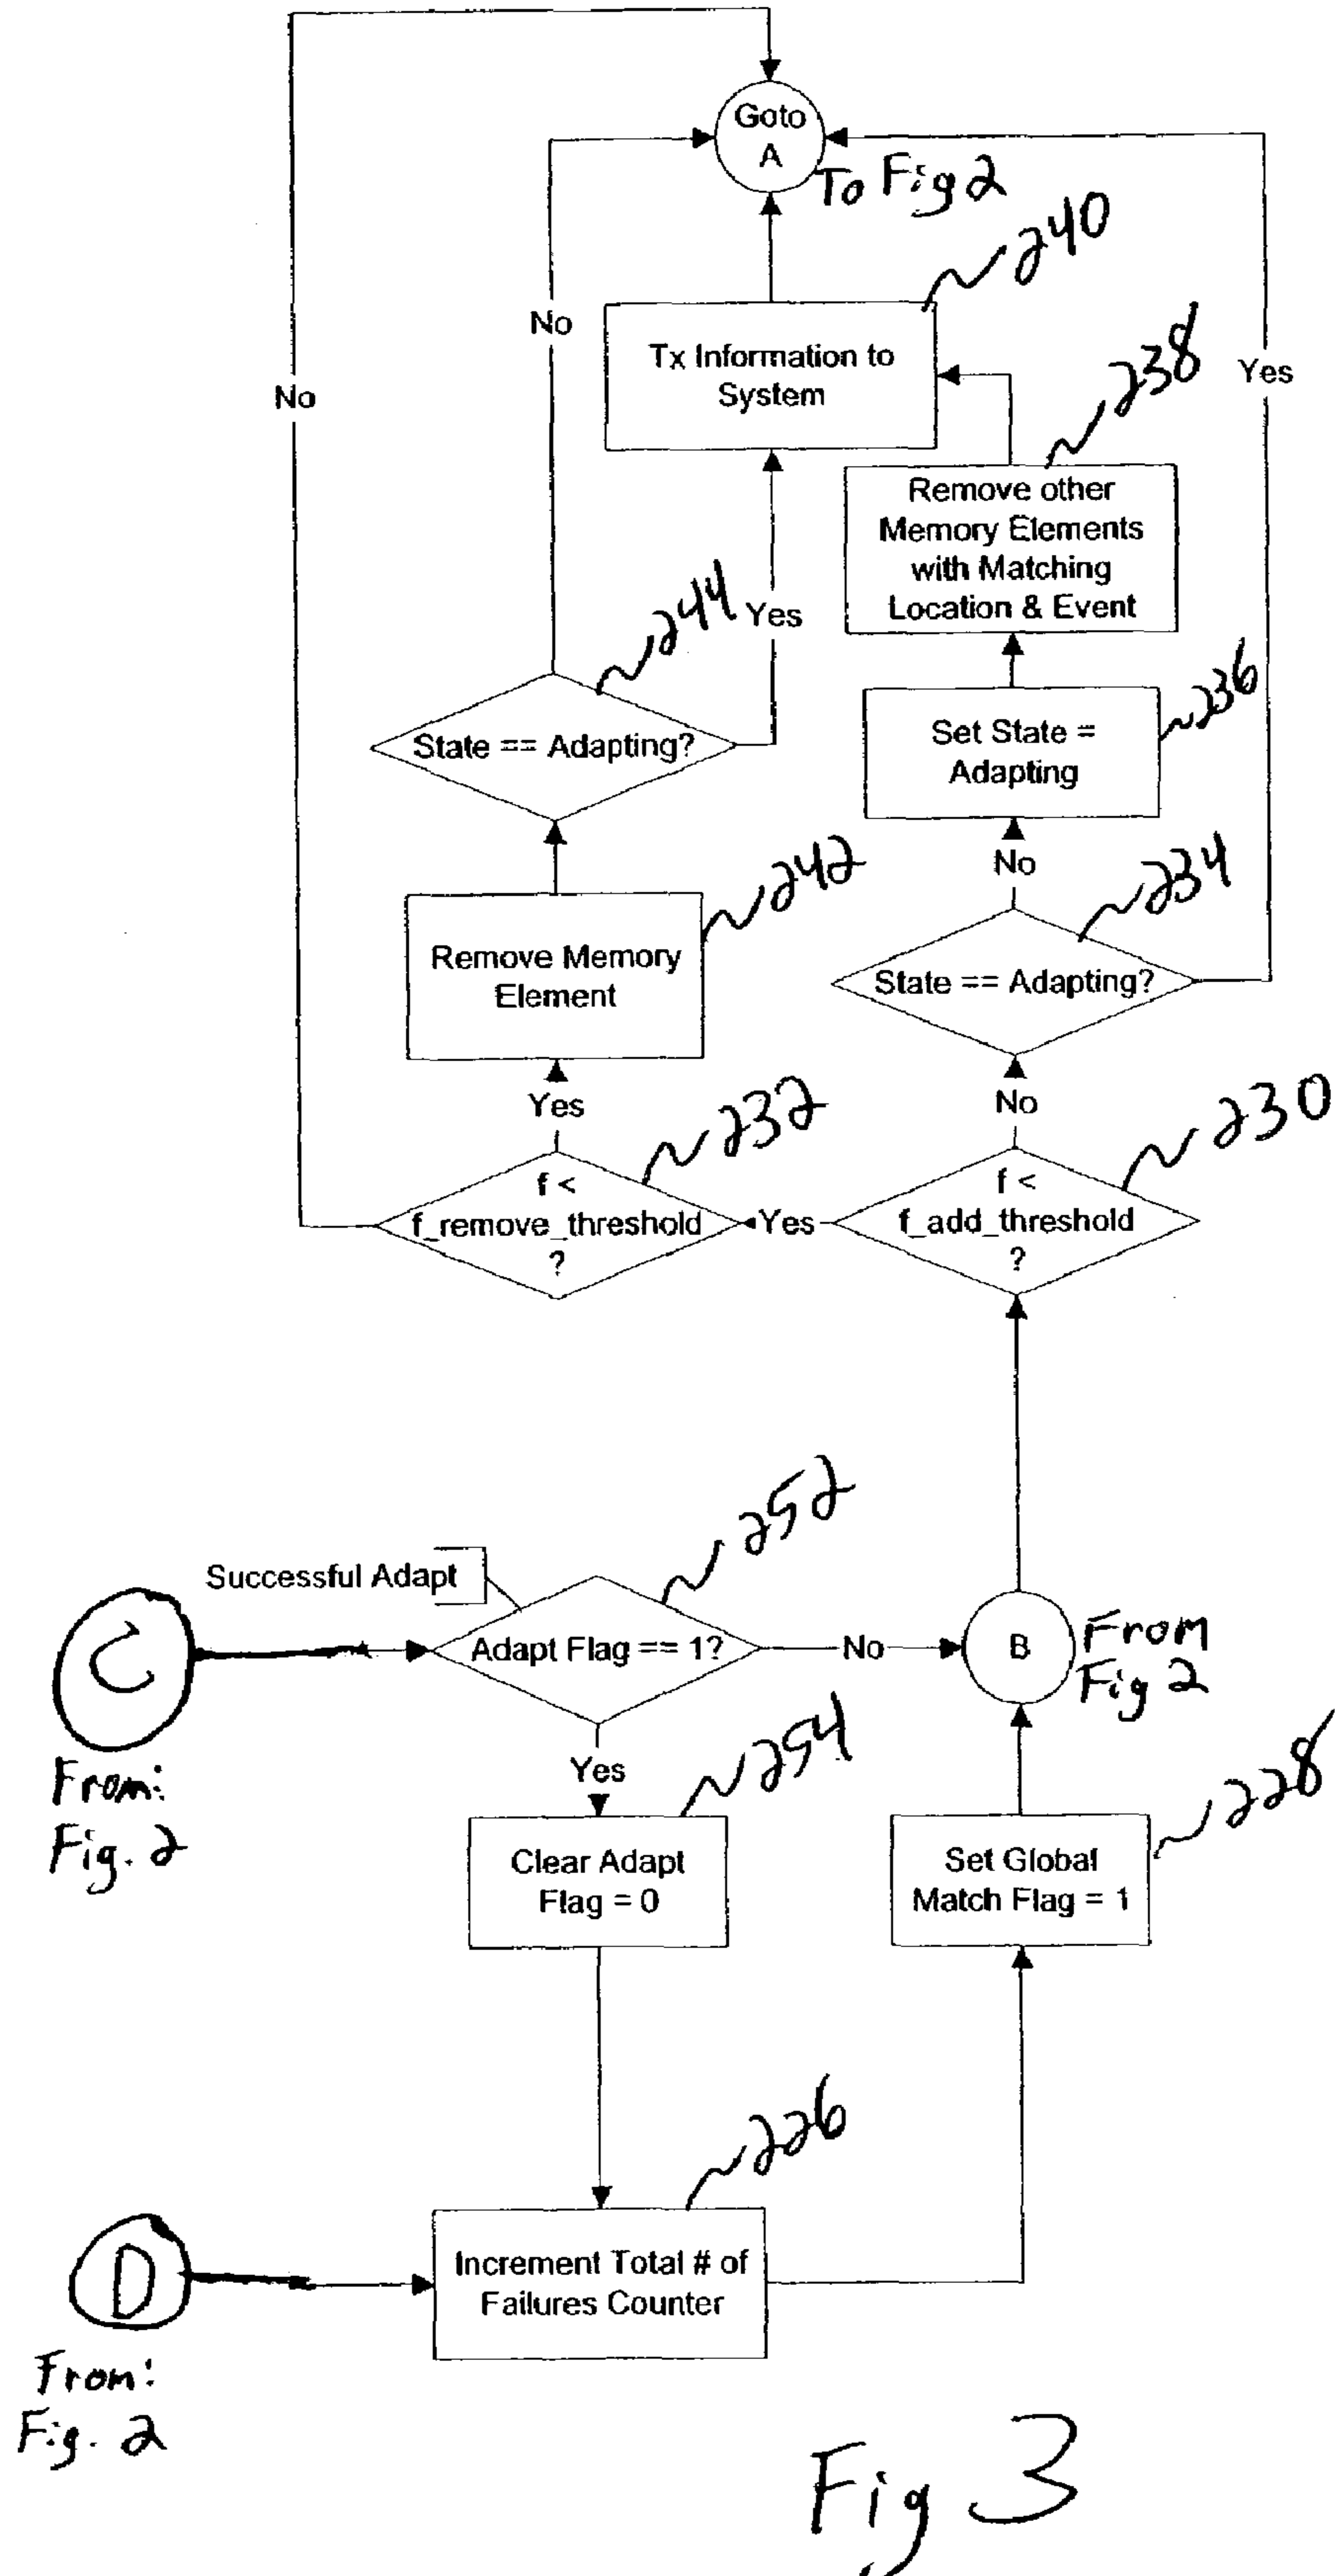 Goto
A
To Fig 2
240
No
Tx Information to
System
238
Yes
No
Remove other
Memory Elements
with Matching
Location & Event
244
Yes
236
Set State =
Adapting
State == Adapting?
No
242
234
Remove Memory
Element
State == Adapting?
Yes
232
No
230
f <
f_remove_threshold
?
Yes
f <
f_add_threshold
?
252
Successful Adapt
C
From:
Fig. 2
Adapt Flag == 1?
No
B
From
Fig 2
Yes
254
228
Clear Adapt
Flag = 0
Set Global
Match Flag = 1
226
D
From:
Fig. 2
Increment Total # of
Failures Counter
Fig 3